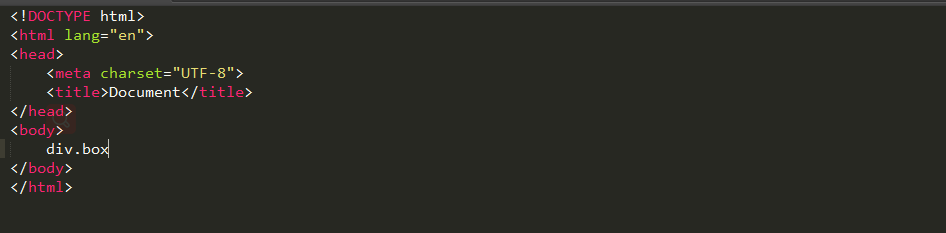 <!DOCTYPE html>
<html lang="en">
<head>
    <meta charset="UTF-8">
    <title>Document</title>
</head>
<body>
    div.box
</body>
</html>